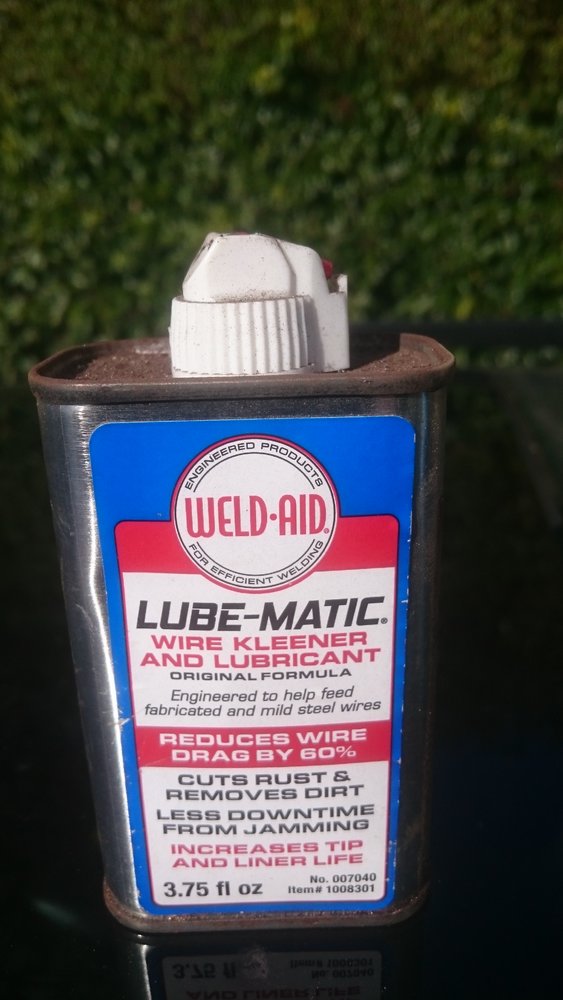 ENGINEERED PRODUCTS
WELD-AID®
FOR EFFICIENT WELDING
LUBE-MATIC®
WIRE KLEENER
AND LUBRICANT
ORIGINAL FORMULA
Engineered to help feed
fabricated and mild steel wires
REDUCES WIRE
DRAG BY 60%
CUTS RUST &
REMOVES DIRT
LESS DOWNTIME
FROM JAMMING
INCREASES TIP
AND LINER LIFE
3.75 fl oz
No. 007040
Item# 1008301